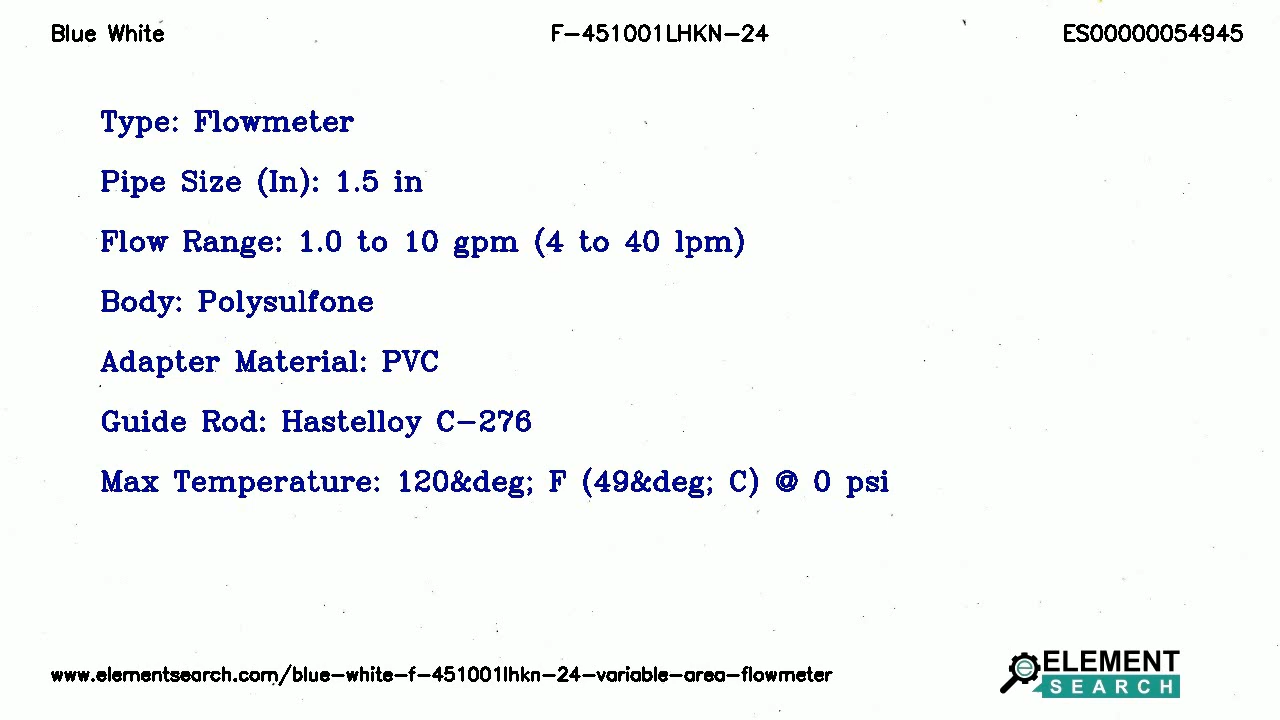 Blue White F-451001LHKN-24 ES00000054945
Type: Flowmeter
Pipe Size (In): 1.5 in
Flow Range: 1.0 to 10 gpm (4 to 40 lpm)
Body: Polysulfone
Adapter Material: PVC
Guide Rod: Hastelloy C-276
Max Temperature: 120&deg; F (49&deg; C) @ 0 psi
www.elementsearch.com/blue-white-f-451001lhkn-24-variable-area-flowmeter
e ELEMENT
SEARCH